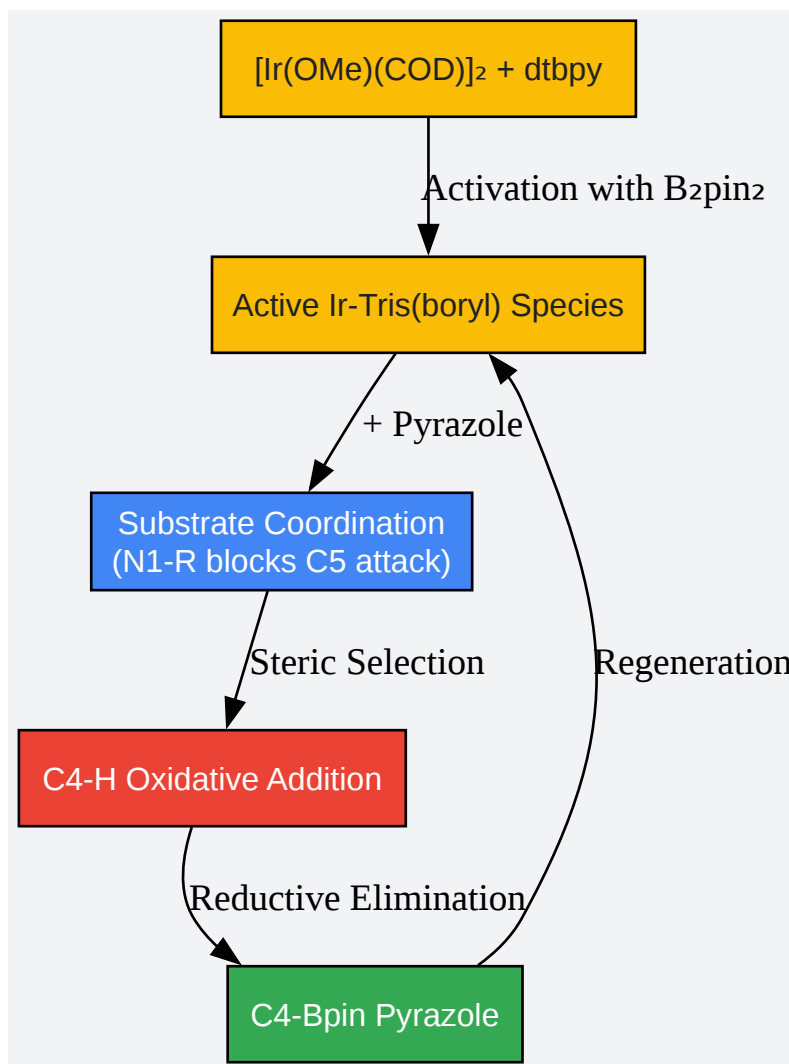 [Ir(OMe)(COD)]₂ + dtbpy
Activation with B₂pin₂
Active Ir-Tris(boryl) Species
+ Pyrazole
Substrate Coordination
(N1-R blocks C5 attack)
Steric Selection
Regeneration
C4-H Oxidative Addition
Reductive Elimination
C4-Bpin Pyrazole